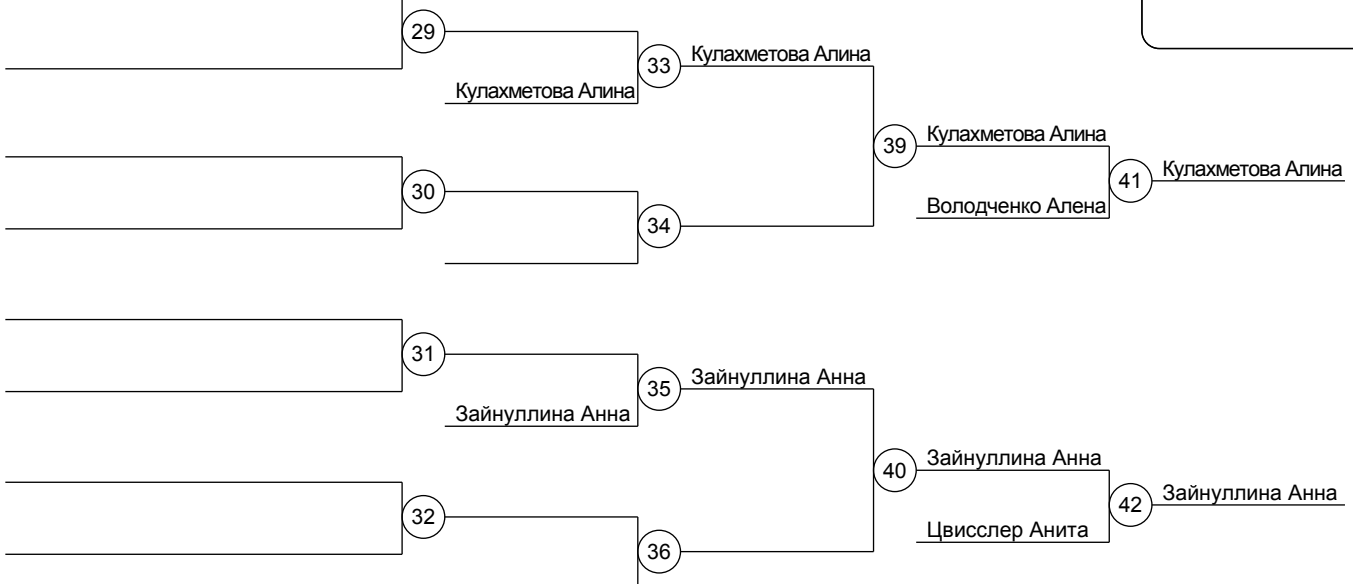 29
33
Кулахметова Алина
Кулахметова Алина
39
Кулахметова Алина
41
Кулахметова Алина
30
Володченко Алена
34
31
35
Зайнуллина Анна
Зайнуллина Анна
40
Зайнуллина Анна
42
Зайнуллина Анна
32
Цвисслер Анита
36